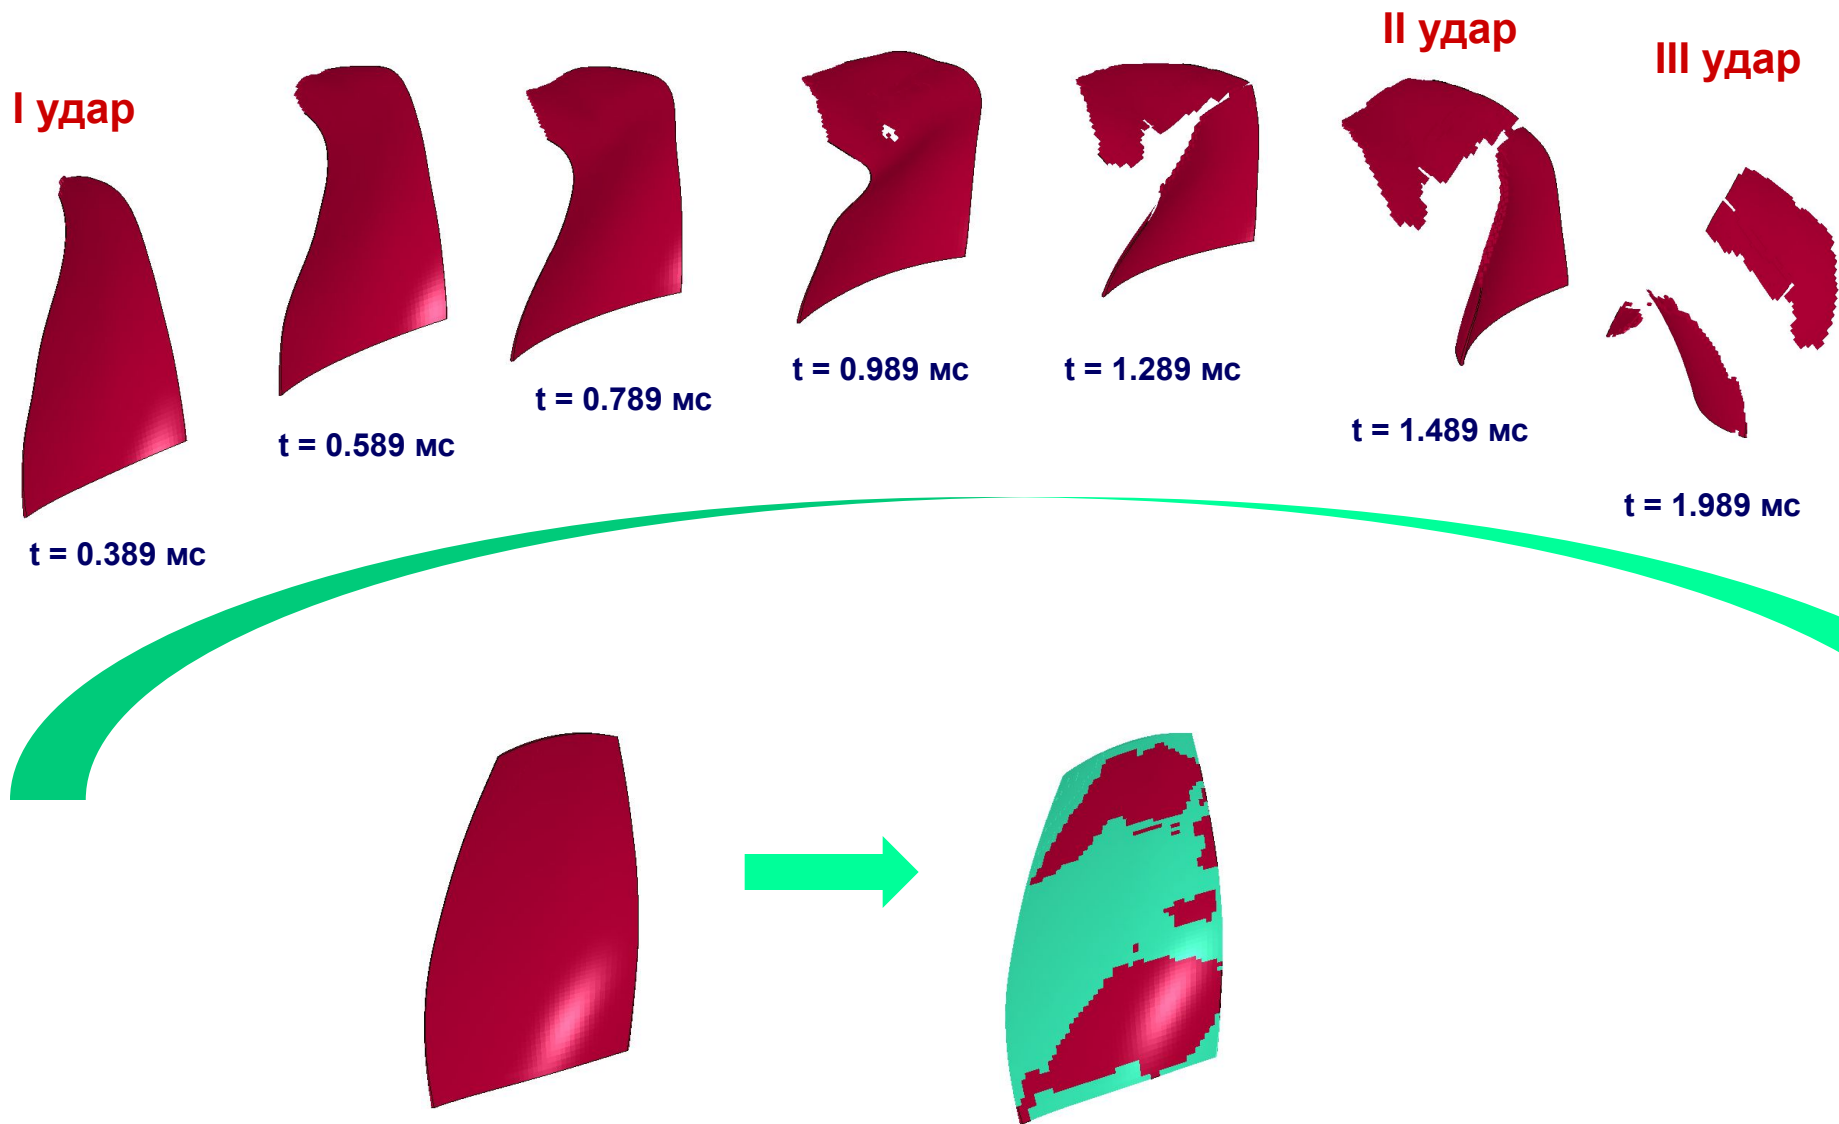 I удар
II удар
III удар
t = 0.389 мс
t = 0.589 мс
t = 0.789 мс
t = 0.989 мс
t = 1.289 мс
t = 1.489 мс
t = 1.989 мс